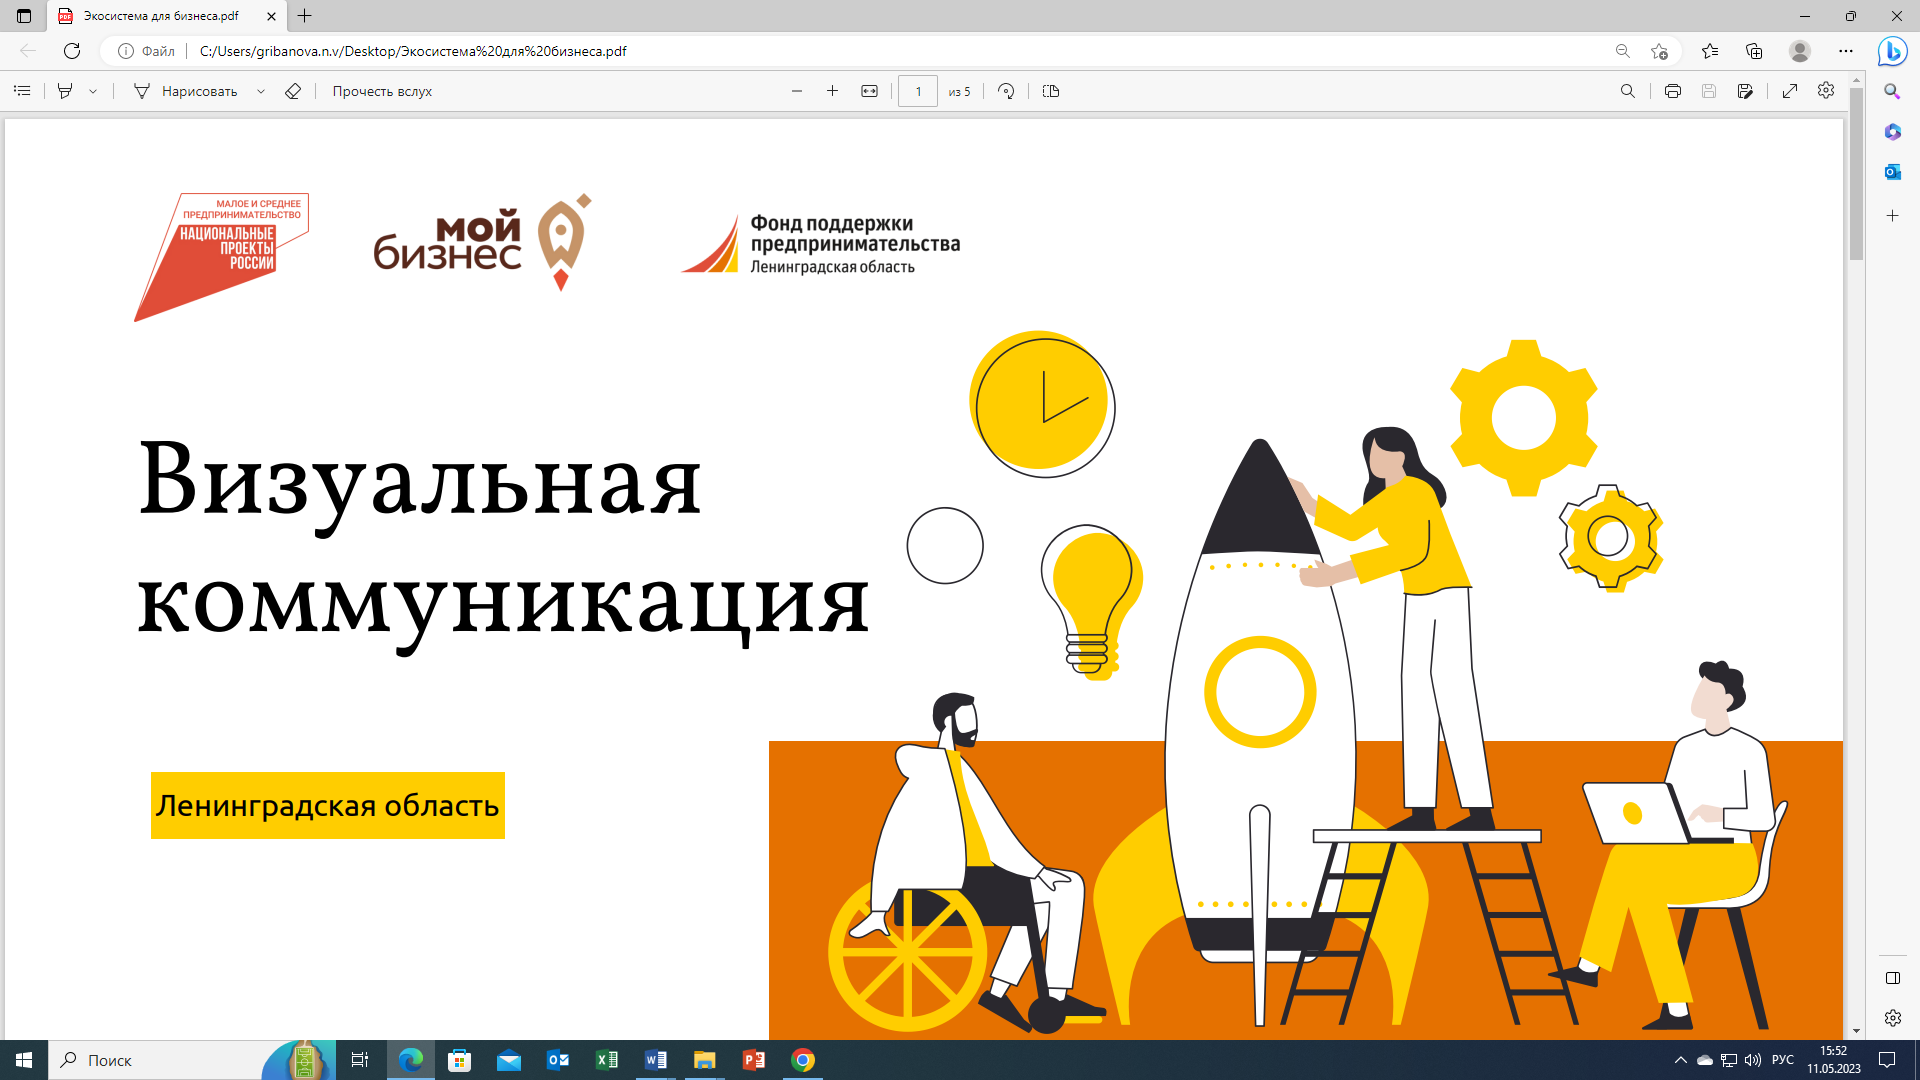 Экосистема для бизнеса.pdf
Файл
C:/Users/gribanova.n.v/Desktop/Экосистема%20для%20бизнеса.pdf
Нарисовать
Прочесть вслух
1
из 5
МАЛОЕ И СРЕДНЕЕ
ПРЕДПРИНИМАТЕЛЬСТВО
НАЦИОНАЛЬНЫЕ
ПРОЕКТЫ
РОССИИ
мой
бизнес
Фонд поддержки
предпринимательства
Ленинградская область
Визуальная
коммуникация
Ленинградская область
Поиск
РУС
15:52
11.05.2023